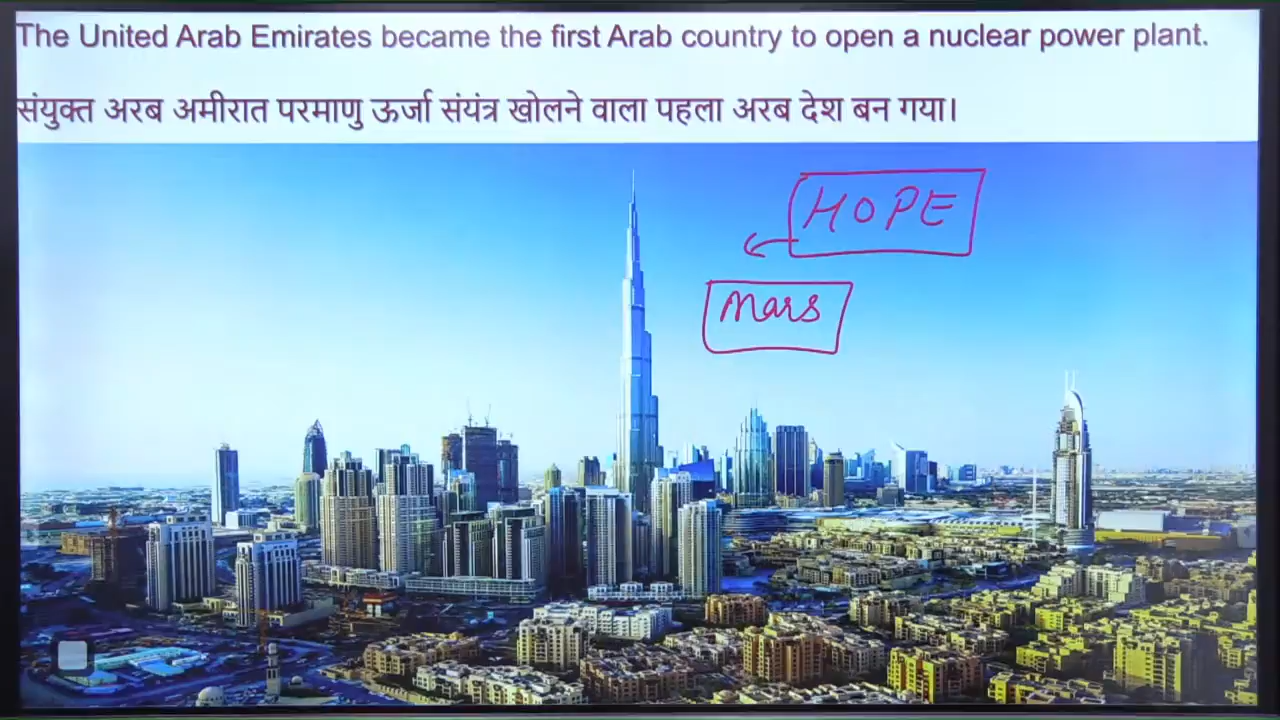 The United Arab Emirates became the first Arab country to open a nuclear power plant.
संयुक्त अरब अमीरात परमाणु ऊर्जा संयंत्र खोलने वाला पहला अरब देश बन गया।
HOPE
Mars